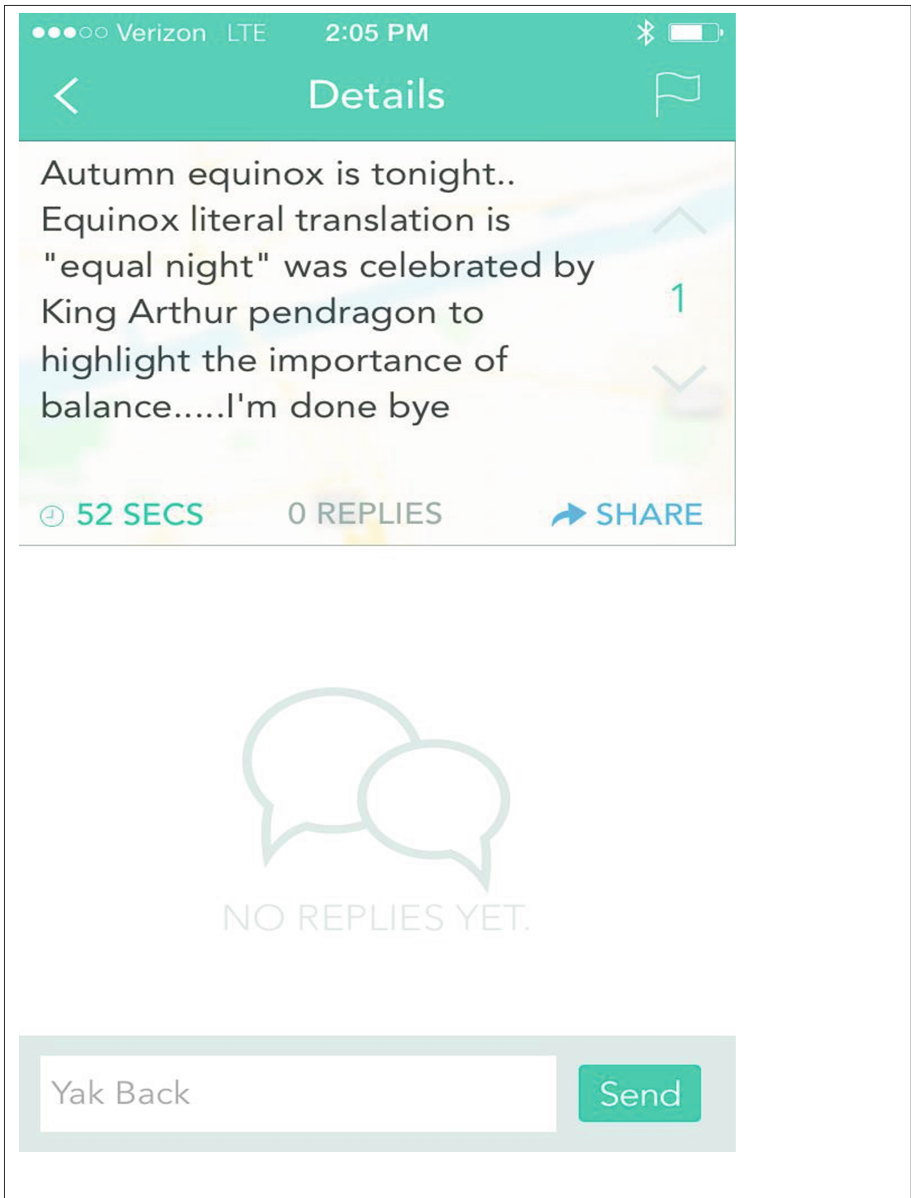 Verizon LTE 2:05 PM
Details
Autumn equinox is tonight..
Equinox literal translation is
"equal night" was celebrated by
King Arthur pendragon to
highlight the importance of
balance.....I'm done bye
1
52 SECS 0 REPLIES SHARE
NO REPLIES YET.
Yak Back Send